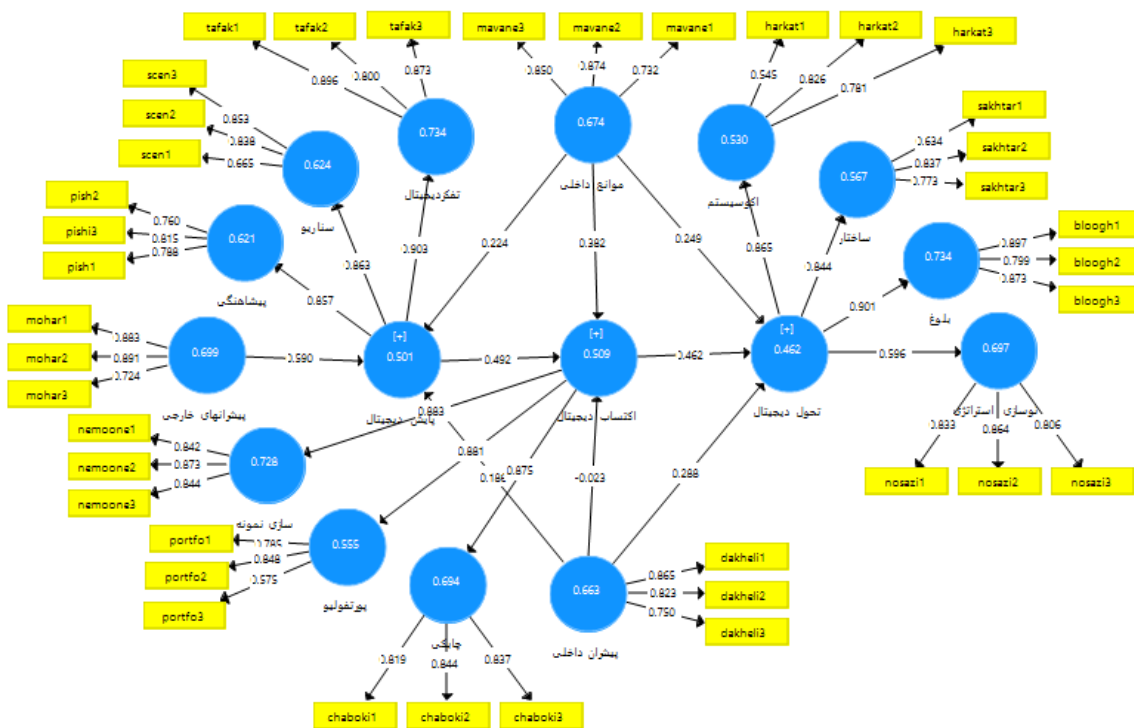 tafak1
tafak2
tafak3
mavane3
mavane2
mavane1
harkat1
harkat2
harkat3
0.896
0.800
0.873
0.850
0.874
0.732
0.545
0.826
0.781
scen3
scen2
scen1
0.853
0.838
0.665
0.624
سناریو
0.734
تفکردیجیتال
0.674
موانع داخلی
0.530
اکوسیستم
0.567
ساختار
0.634
0.837
0.773
sakhtar1
sakhtar2
sakhtar3
pish2
pishi3
pish1
0.760
0.815
0.788
0.621
پیشاهنگی
0.857
0.863
0.903
0.224
0.382
0.249
0.865
0.844
0.901
0.734
بلوغ
0.897
0.799
0.873
bloogh1
bloogh2
bloogh3
mohar1
mohar2
mohar3
0.883
0.891
0.724
0.699
پیشرانهای خارجی
0.590
[+]
0.501
پایش دیجیتال
0.492
[+]
0.509
اکتساب دیجیتال
0.462
[+]
0.462
تحول دیجیتال
0.596
0.697
نوسازی استراتژی
0.833
0.864
0.806
nosazi1
nosazi2
nosazi3
nemoone1
nemoone2
nemoone3
0.842
0.873
0.844
0.728
سازی نمونه
0.883
0.881
0.875
0.186
-0.023
0.288
portfo1
portfo2
portfo3
0.785
0.848
0.575
0.555
پورتفولیو
0.694
چابکی
0.819
0.844
0.837
chaboki1
chaboki2
chaboki3
0.663
پیشران داخلی
0.865
0.823
0.750
dakheli1
dakheli2
dakheli3